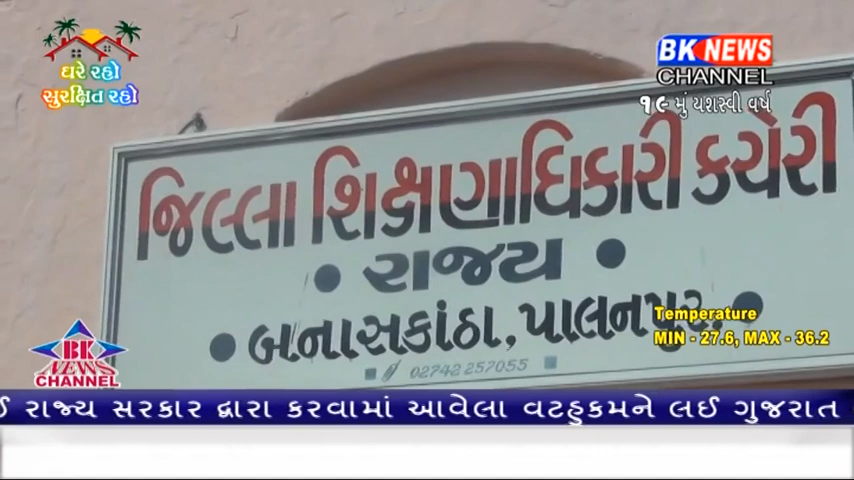 ઘરે રહો
સુરક્ષિત રહો
BK NEWS
CHANNEL
૧૯ મું યશસ્વી વર્ષ
જિલ્લા શિક્ષણાધિકારી કચેરી
રાજ્ય
બનાસકાંઠા, પાલનપુર.
02742 257055
Temperature
MIN - 27.6, MAX - 36.2
BK
NEWS
CHANNEL
રાજ્ય સરકાર દ્વારા કરવામાં આવેલા વટહુકમને લઈ ગુજરાત